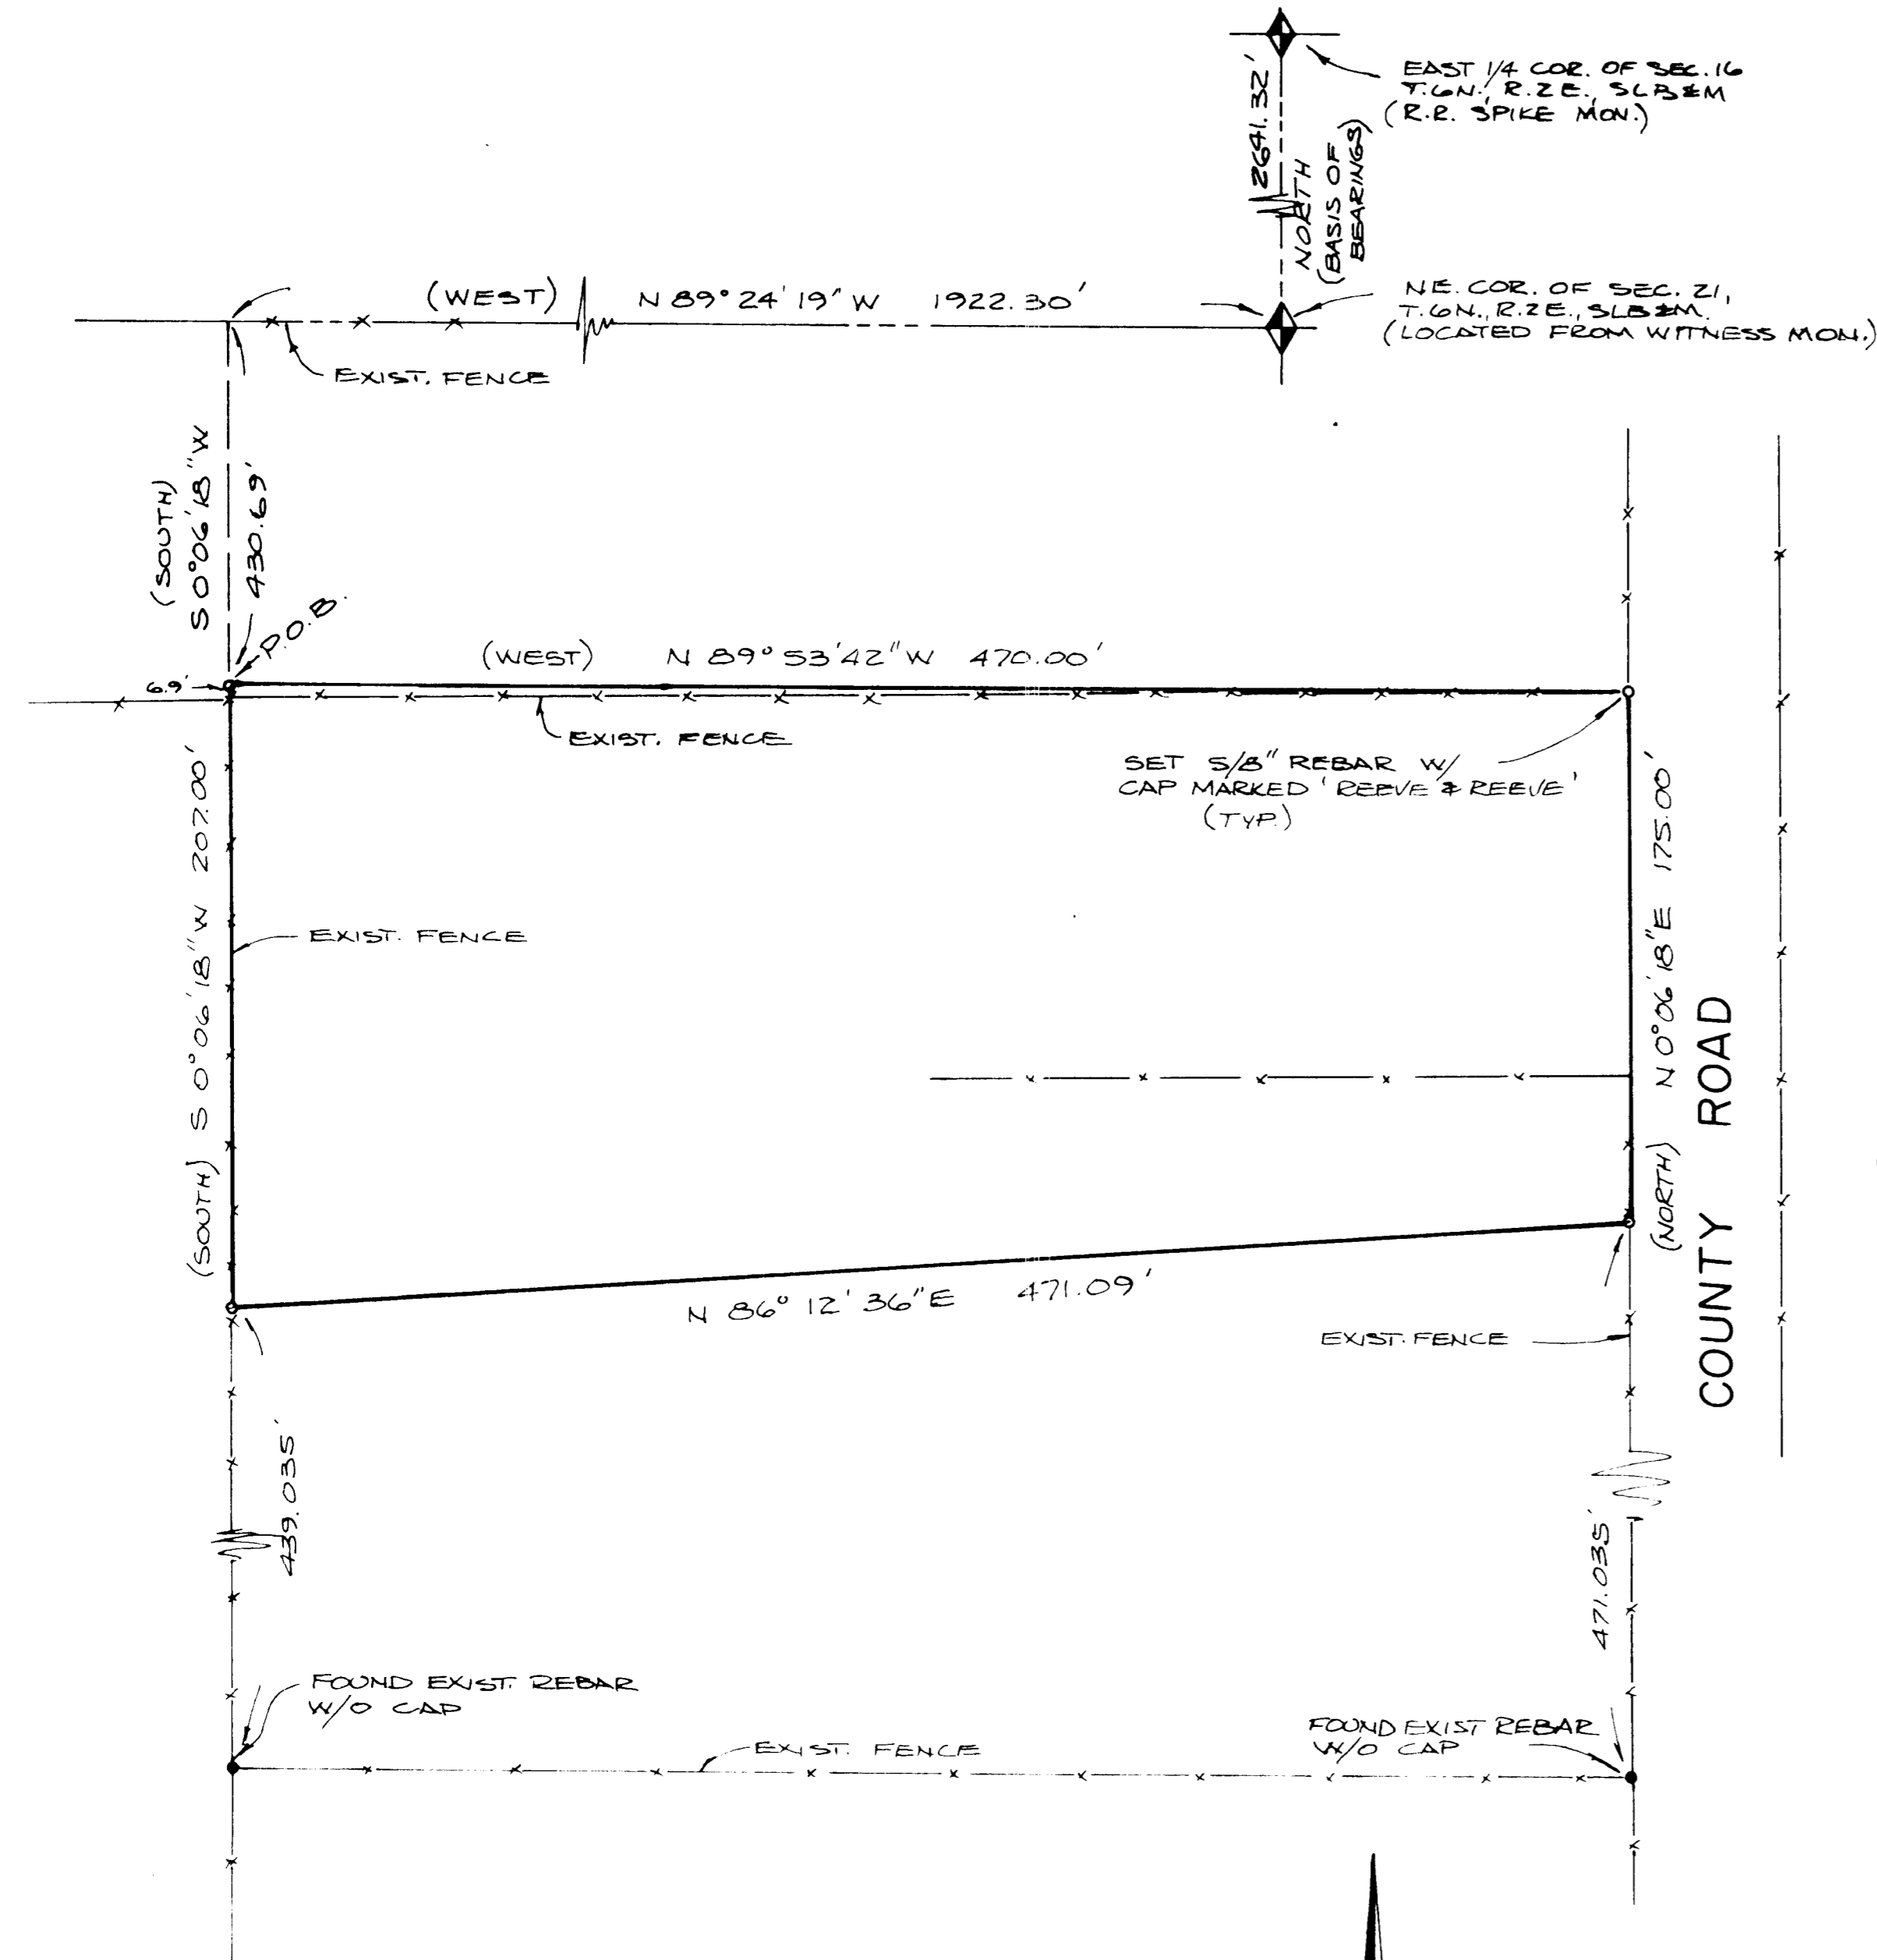 EAST 1/4 COR. OF SEC. 16
T.6N., R.2E., SLB&M
(R.R. SPIKE MON.)
2641.32'
NORTH
(BASIS OF
BEARINGS)
(WEST) N 89° 24' 19" W 1922.30'
NE. COR. OF SEC. 21,
T.6N., R.2E., SLB&M.
(LOCATED FROM WITNESS MON.)
EXIST. FENCE
(SOUTH)
S 0°06'18" W
430.69'
P.O.B.
(WEST) N 89° 53'42" W 470.00'
6.9'
EXIST. FENCE
SET 5/8" REBAR W/
CAP MARKED 'REEVE & REEVE'
(TYP.)
(SOUTH) S 0°06'18" W 207.00'
EXIST. FENCE
(NORTH) N 0°06'18" E 175.00'
COUNTY ROAD
N 86° 12' 36" E 471.09'
EXIST. FENCE
439.035'
471.035'
FOUND EXIST. REBAR
W/O CAP
EXIST. FENCE
FOUND EXIST REBAR
W/O CAP